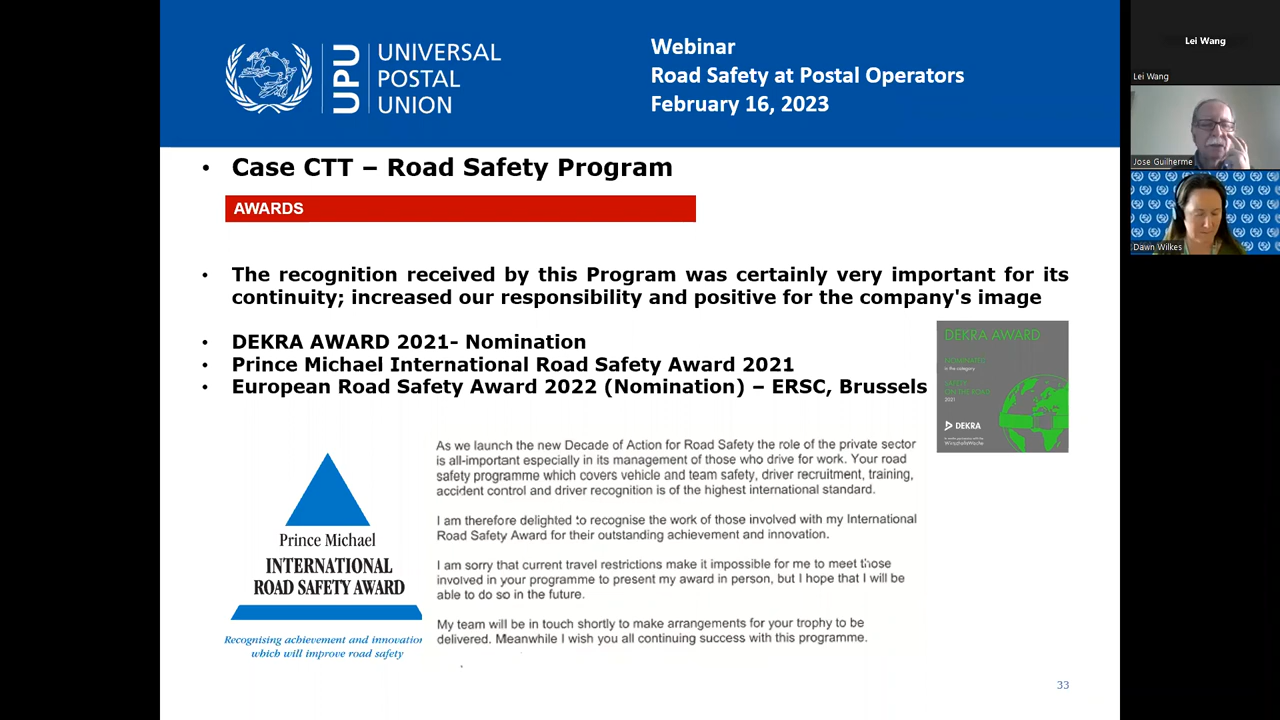 UPU
UNIVERSAL
POSTAL
UNION
Webinar
Road Safety at Postal Operators
February 16, 2023
• Case CTT – Road Safety Program
AWARDS
• The recognition received by this Program was certainly very important for its
continuity; increased our responsibility and positive for the company's image
• DEKRA AWARD 2021- Nomination
• Prince Michael International Road Safety Award 2021
• European Road Safety Award 2022 (Nomination) – ERSC, Brussels
DEKRA AWARD
in the category
2021
DEKRA
Prince Michael
INTERNATIONAL
ROAD SAFETY AWARD
Recognising achievement and innovation
which will improve road safety
As we launch the new Decade of Action for Road Safety the role of the private sector
is all-important especially in its management of those who drive for work. Your road
safety programme which covers vehicle and team safety, driver recruitment, training,
accident control and driver recognition is of the highest international standard.
I am therefore delighted to recognise the work of those involved with my International
Road Safety Award for their outstanding achievement and innovation.
I am sorry that current travel restrictions make it impossible for me to meet those
involved in your programme to present my award in person, but I hope that I will be
able to do so in the future.
My team will be in touch shortly to make arrangements for your trophy to be
delivered. Meanwhile I wish you all continuing success with this programme.
33
Lei Wang
Lei Wang
Jose Guilherme
Dawn Wilkes